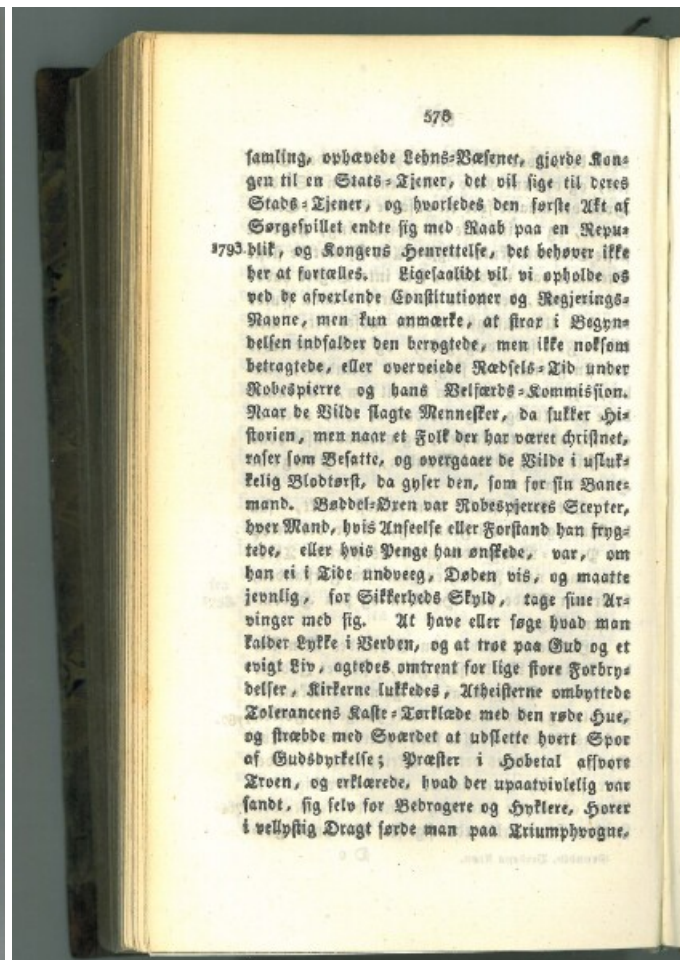 578
samling, ophævede Lehns=Væsenet, gjorde Kon=
gen til en Stats=Tjener, det vil sige til deres
Stads=Tjener, og hvorledes den første Akt af
Sørgespillet endte sig med Raab paa en Repu=
1793 blik, og Kongens Henrettelse, det behøver ikke
her at fortælles. Ligesaalidt vil vi opholde os
ved de afvexlende Constitutioner og Regjerings=
Navne, men kun anmærke, at strax i Begyn=
delsen indfalder den berygtede, men ikke noksom
betragtede, eller overveiede Rædsels=Tid under
Robespierre og hans Velfærds=Kommission.
Naar de Vilde slagte Mennesker, da sukker Hi=
storien, men naar et Folk der har været christnet,
raser som Besatte, og overgaaer de Vilde i usluk=
kelig Blodtørst, da gyser den, som for sin Bane=
mand. Bøddel=Øxen var Robespjerres Scepter,
hver Mand, hvis Anseelse eller Forstand han fryg=
tede, eller hvis Penge han ønskede, var, om
han ei i Tide undveeg, Døden vis, og maatte
jevnlig, for Sikkerheds Skyld, tage sine Ar=
vinger med sig. At have eller søge hvad man
kalder Lykke i Verden, og at troe paa Gud og et
evigt Liv, agtedes omtrent for lige store Forbry=
delser, Kirkerne lukkedes, Atheisterne ombyttede
Tolerancens Kaste=Tørklæde med den røde Hue,
og stræbde med Sværdet at udslette hvert Spor
af Gudsdyrkelse; Præster i Hobetal afsvore
Troen, og erklærede, hvad der upaatvivlelig var
sandt, sig selv for Bedragere og Hyklere, Horer
i vellystig Dragt førde man paa Triumphvogne,